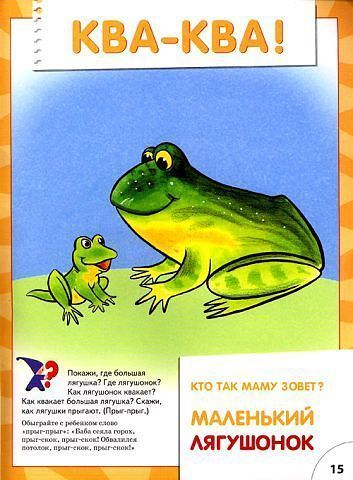 КВА-КВА!
Покажи, где большая
лягушка? Где лягушонок?
Как лягушонок квакает?
Как квакает большая лягушка? Скажи,
как лягушки прыгают. (Прыг-прыг.)
Обыграйте с ребенком слово
«прыг-прыг»: «Баба сеяла горох,
прыг-скок, прыг-скок! Обвалился
потолок, прыг-скок, прыг-скок!»
КТО ТАК МАМУ ЗОВЕТ?
МАЛЕНЬКИЙ
ЛЯГУШОНОК
15